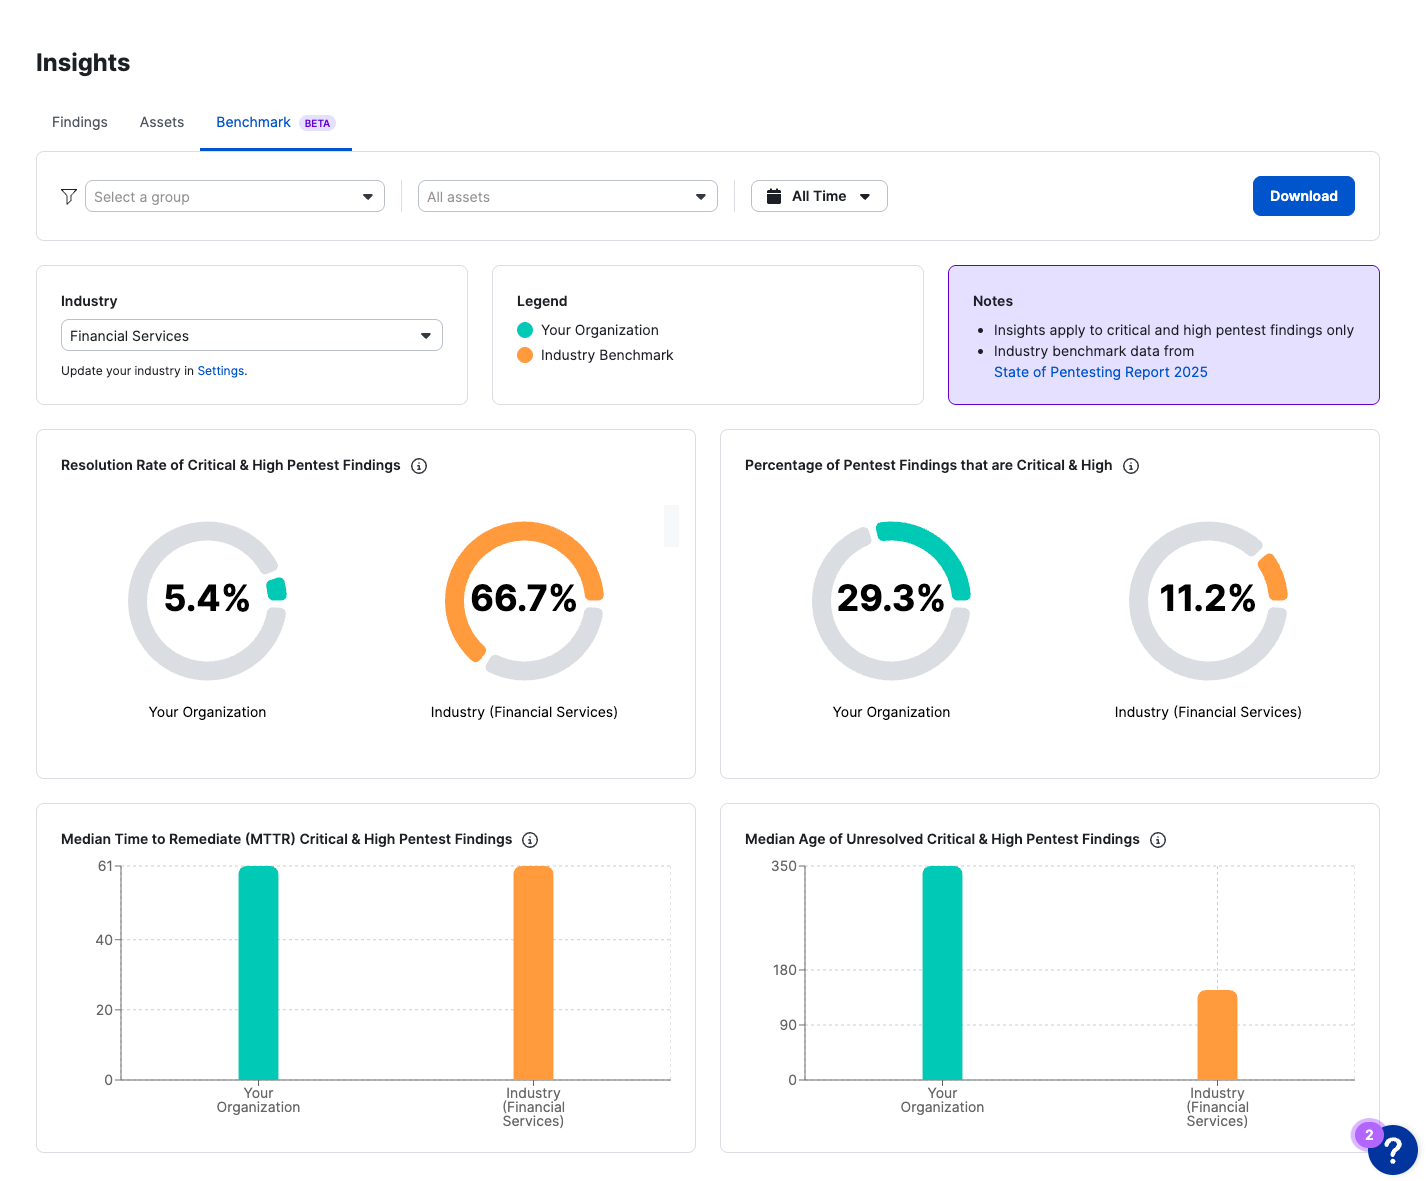 Insights
Findings
Assets
Benchmark BETA
Select a group
All assets
All Time
Download
Industry
Financial Services
Update your industry in Settings.
Legend
Your Organization
Industry Benchmark
Notes
• Insights apply to critical and high pentest findings only
• Industry benchmark data from
State of Pentesting Report 2025
Resolution Rate of Critical & High Pentest Findings
5.4%
Your Organization
66.7%
Industry (Financial Services)
Percentage of Pentest Findings that are Critical & High
29.3%
Your Organization
11.2%
Industry (Financial Services)
Median Time to Remediate (MTTR) Critical & High Pentest Findings
61
40
20
0
Your
Organization
Industry
(Financial
Services)
Median Age of Unresolved Critical & High Pentest Findings
350
180
90
0
Your
Organization
Industry
(Financial
Services)
2
?